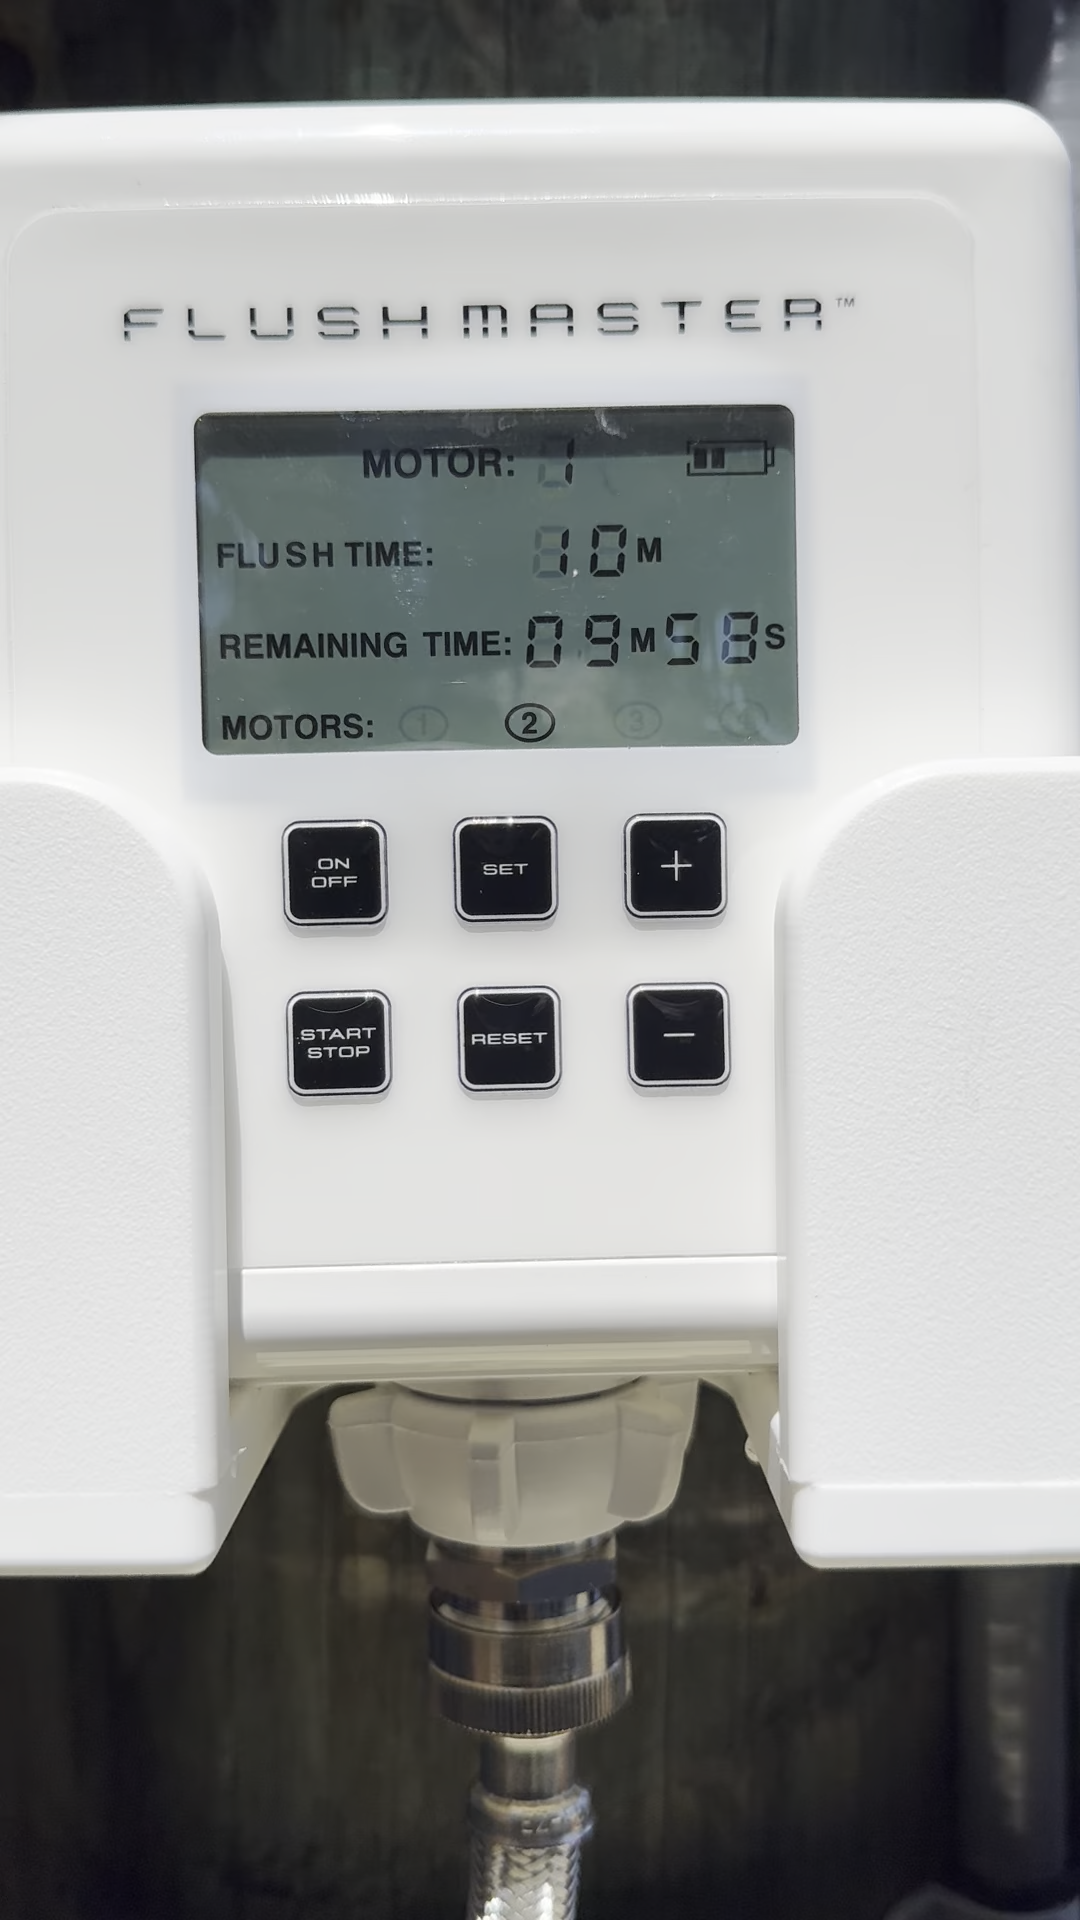 FLUSHMASTER™
MOTOR: 1
FLUSH TIME: 10 M
REMAINING TIME: 09 M 58 S
MOTORS: 1 2 3 4
ON OFF
SET
+
START STOP
RESET
−